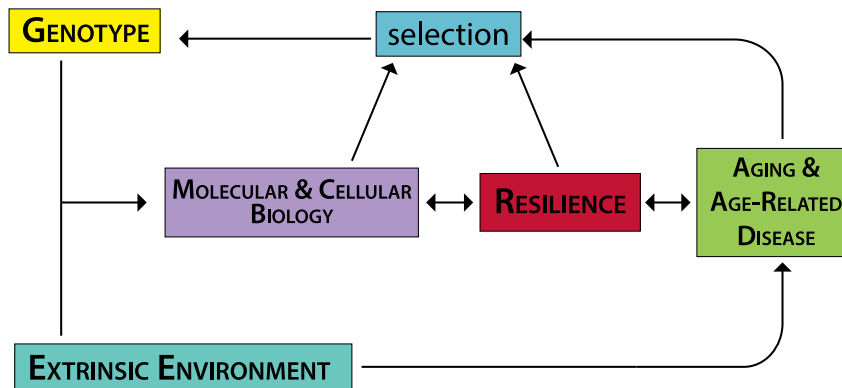 GENOTYPE
selection
MOLECULAR & CELLULAR
BIOLOGY
RESILIENCE
AGING &
AGE-RELATED
DISEASE
EXTRINSIC ENVIRONMENT